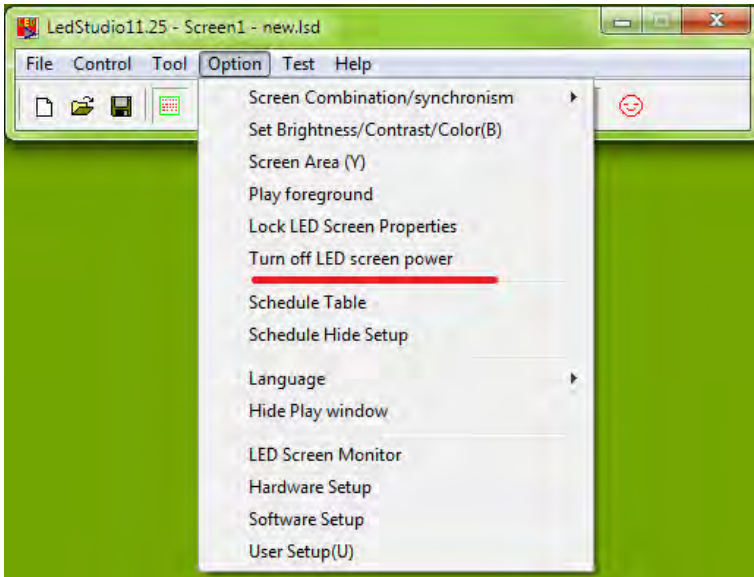 LedStudio11.25 - Screen1 - new.lsd
File Control Tool Option Test Help
Screen Combination/synchronism
Set Brightness/Contrast/Color(B)
Screen Area (Y)
Play foreground
Lock LED Screen Properties
Turn off LED screen power
Schedule Table
Schedule Hide Setup
Language
Hide Play window
LED Screen Monitor
Hardware Setup
Software Setup
User Setup(U)